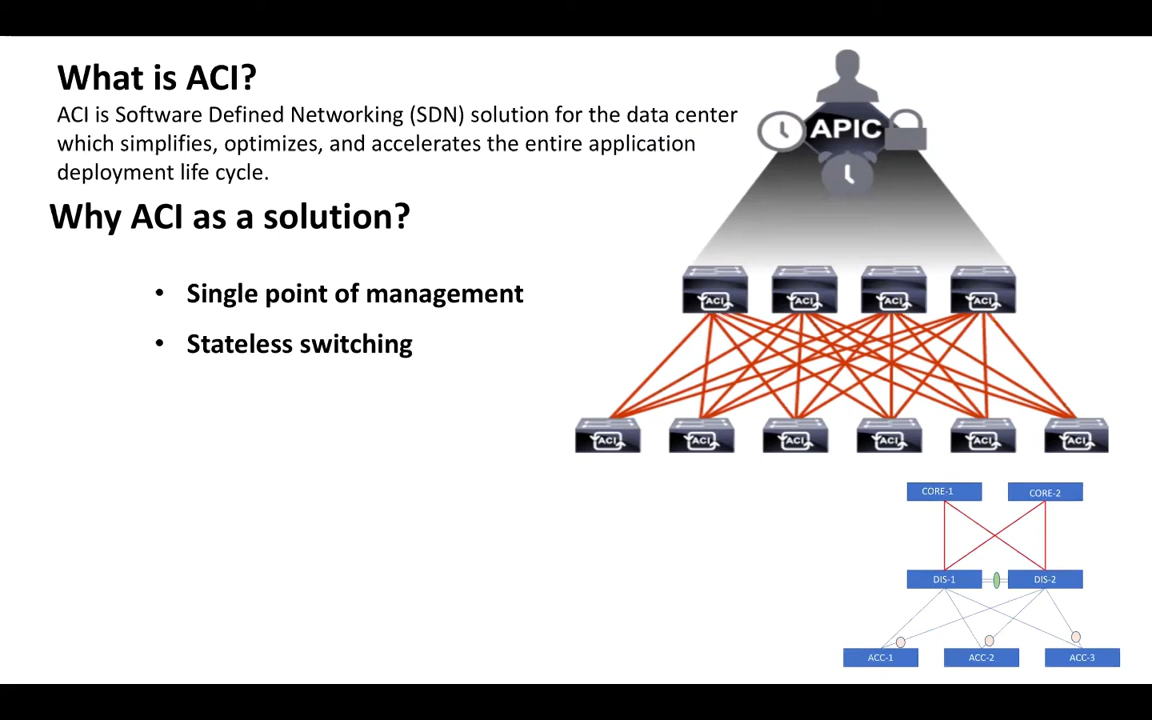 What is ACI?
ACI is Software Defined Networking (SDN) solution for the data center
which simplifies, optimizes, and accelerates the entire application
deployment life cycle.
Why ACI as a solution?
• Single point of management
• Stateless switching
APIC
ACI ACI ACI ACI
ACI ACI ACI ACI ACI ACI
CORE-1 CORE-2
DIS-1 DIS-2
ACC-1 ACC-2 ACC-3